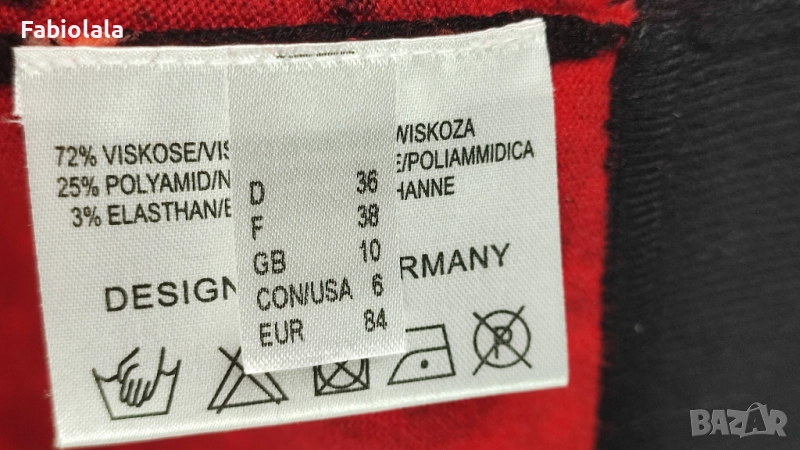 Fabiolala
72% VISKOSE/VIS WISKOZA
25% POLYAMID/N E/POLIAMMIDICA
3% ELASTHAN/E HANNE
D 36
F 38
GB 10
CON/USA 6
EUR 84
DESIGN RMANY
P
BAZAR